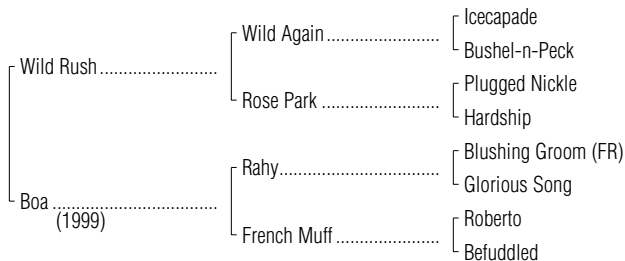 Icecapade
Wild Again
Bushel-n-Peck
Wild Rush
Plugged Nickle
Rose Park
Hardship
Blushing Groom (FR)
Rahy
Glorious Song
Boa
(1999)
Roberto
French Muff
Befuddled